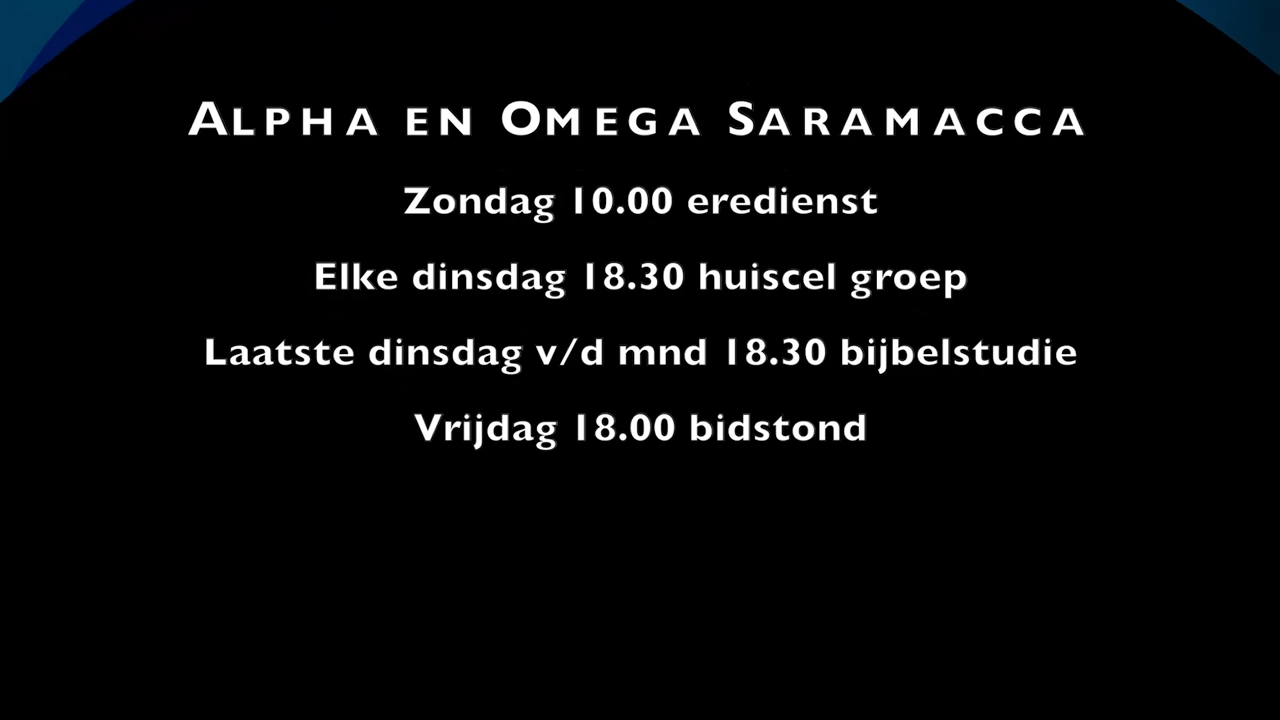 Alpha en Omega Saramacca
Zondag 10.00 eredienst
Elke dinsdag 18.30 huiscel groep
Laatste dinsdag v/d mnd 18.30 bijbelstudie
Vrijdag 18.00 bidstond